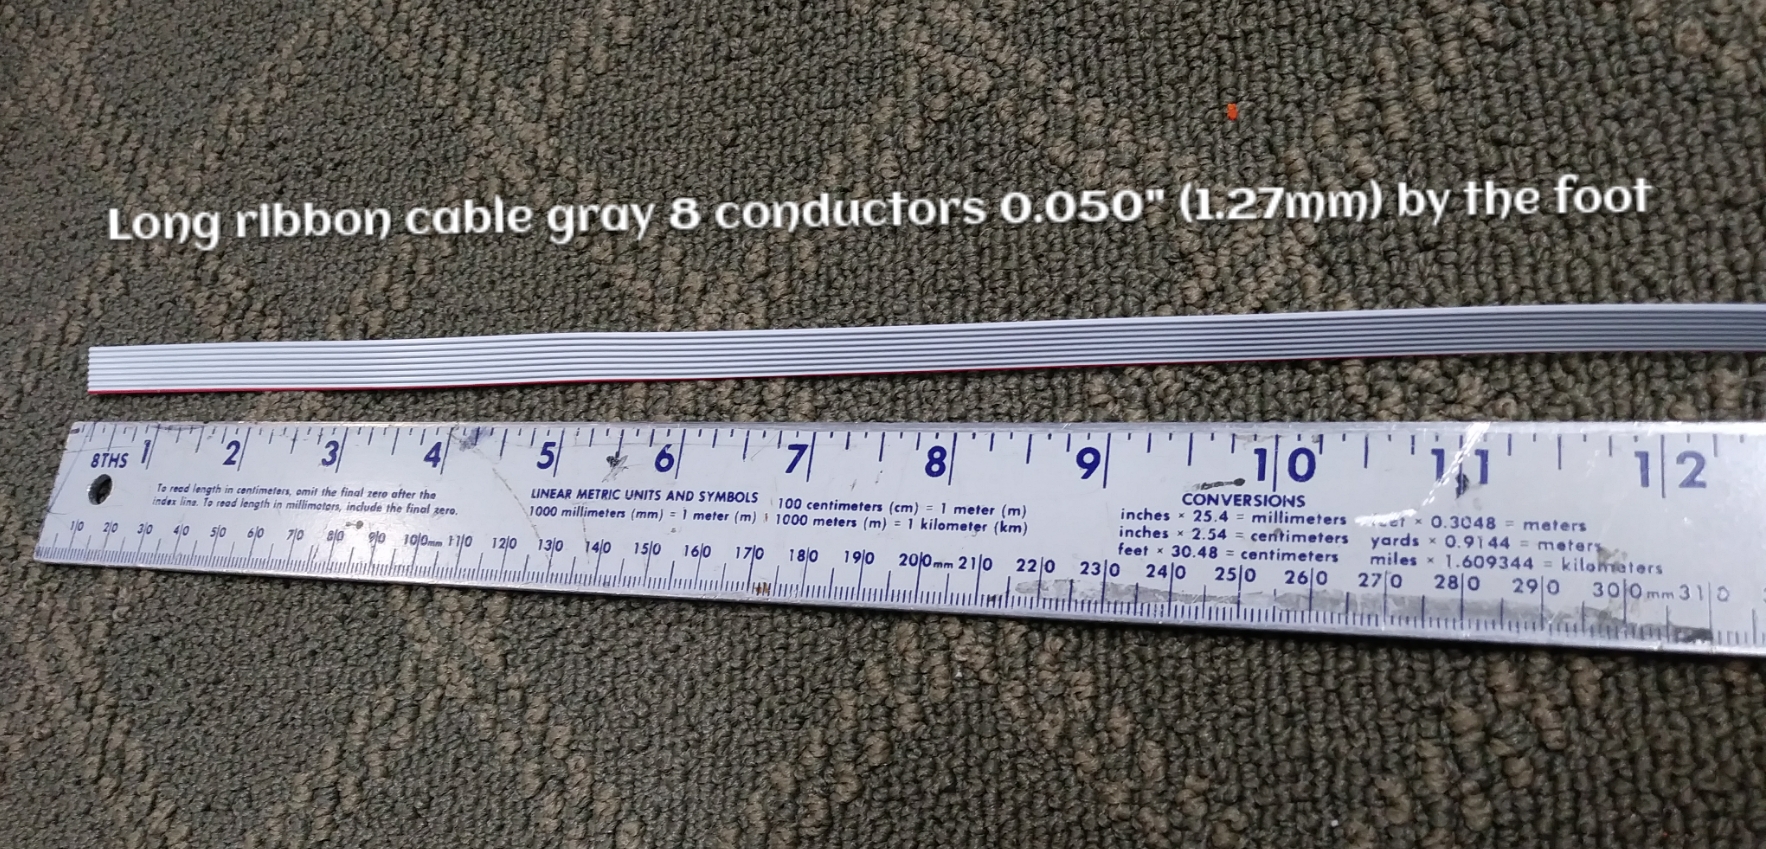 Long ribbon cable gray 8 conductors 0.050" (1.27mm) by the foot
8THS 1 2 3 4 5 6 7 8 9 10 11 12
To read length in centimeters, omit the final zero after the
index line. To read length in millimeters, include the final zero.
LINEAR METRIC UNITS AND SYMBOLS
1000 millimeters (mm) = 1 meter (m)
100 centimeters (cm) = 1 meter (m)
1000 meters (m) = 1 kilometer (km)
CONVERSIONS
inches × 25.4 = millimeters
inches × 2.54 = centimeters
feet × 30.48 = centimeters
× 0.3048 = meters
yards × 0.9144 = meters
miles × 1.609344 = kilometers
10 20 30 40 50 60 70 80 90 100mm 110 120 130 140 150 160 170 180 190 200mm 210 220 230 240 250 260 270 280 290 300mm 310